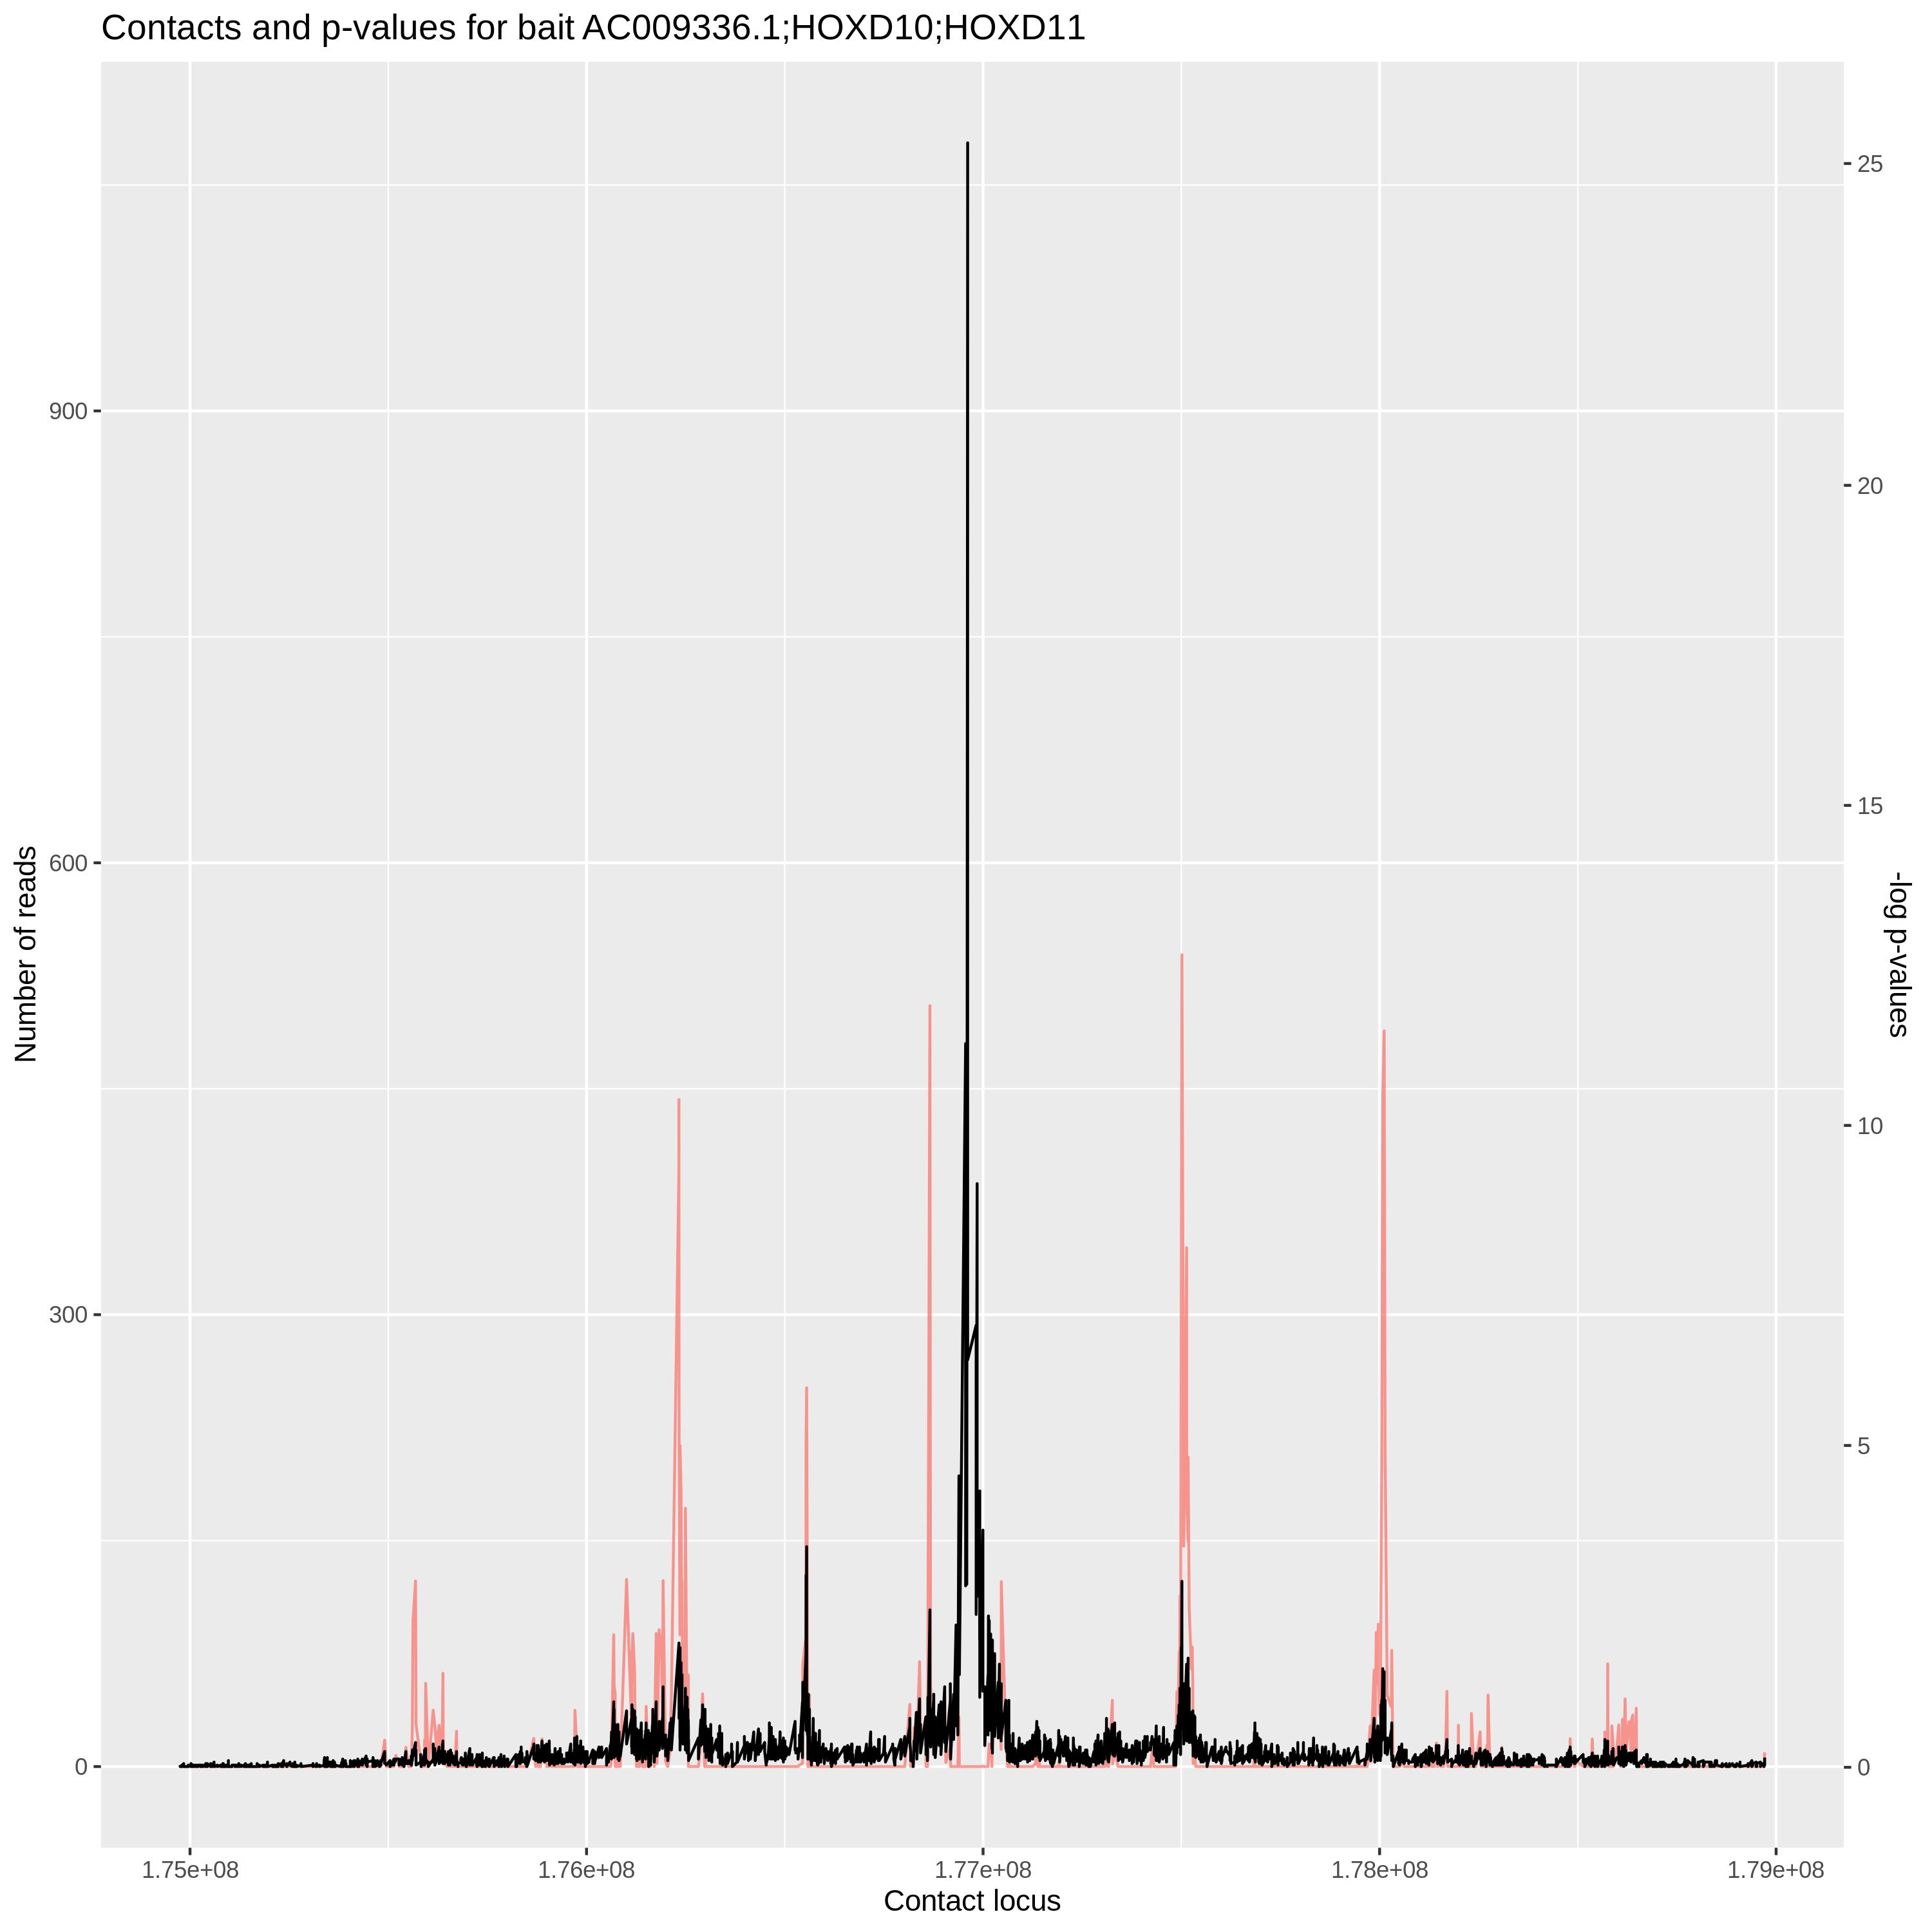 Contacts and p-values for bait AC009336.1;HOXD10;HOXD11
900
600
300
0
Number of reads
25
20
15
10
5
0
-log p-values
1.75e+08
1.76e+08
1.77e+08
1.78e+08
1.79e+08
Contact locus